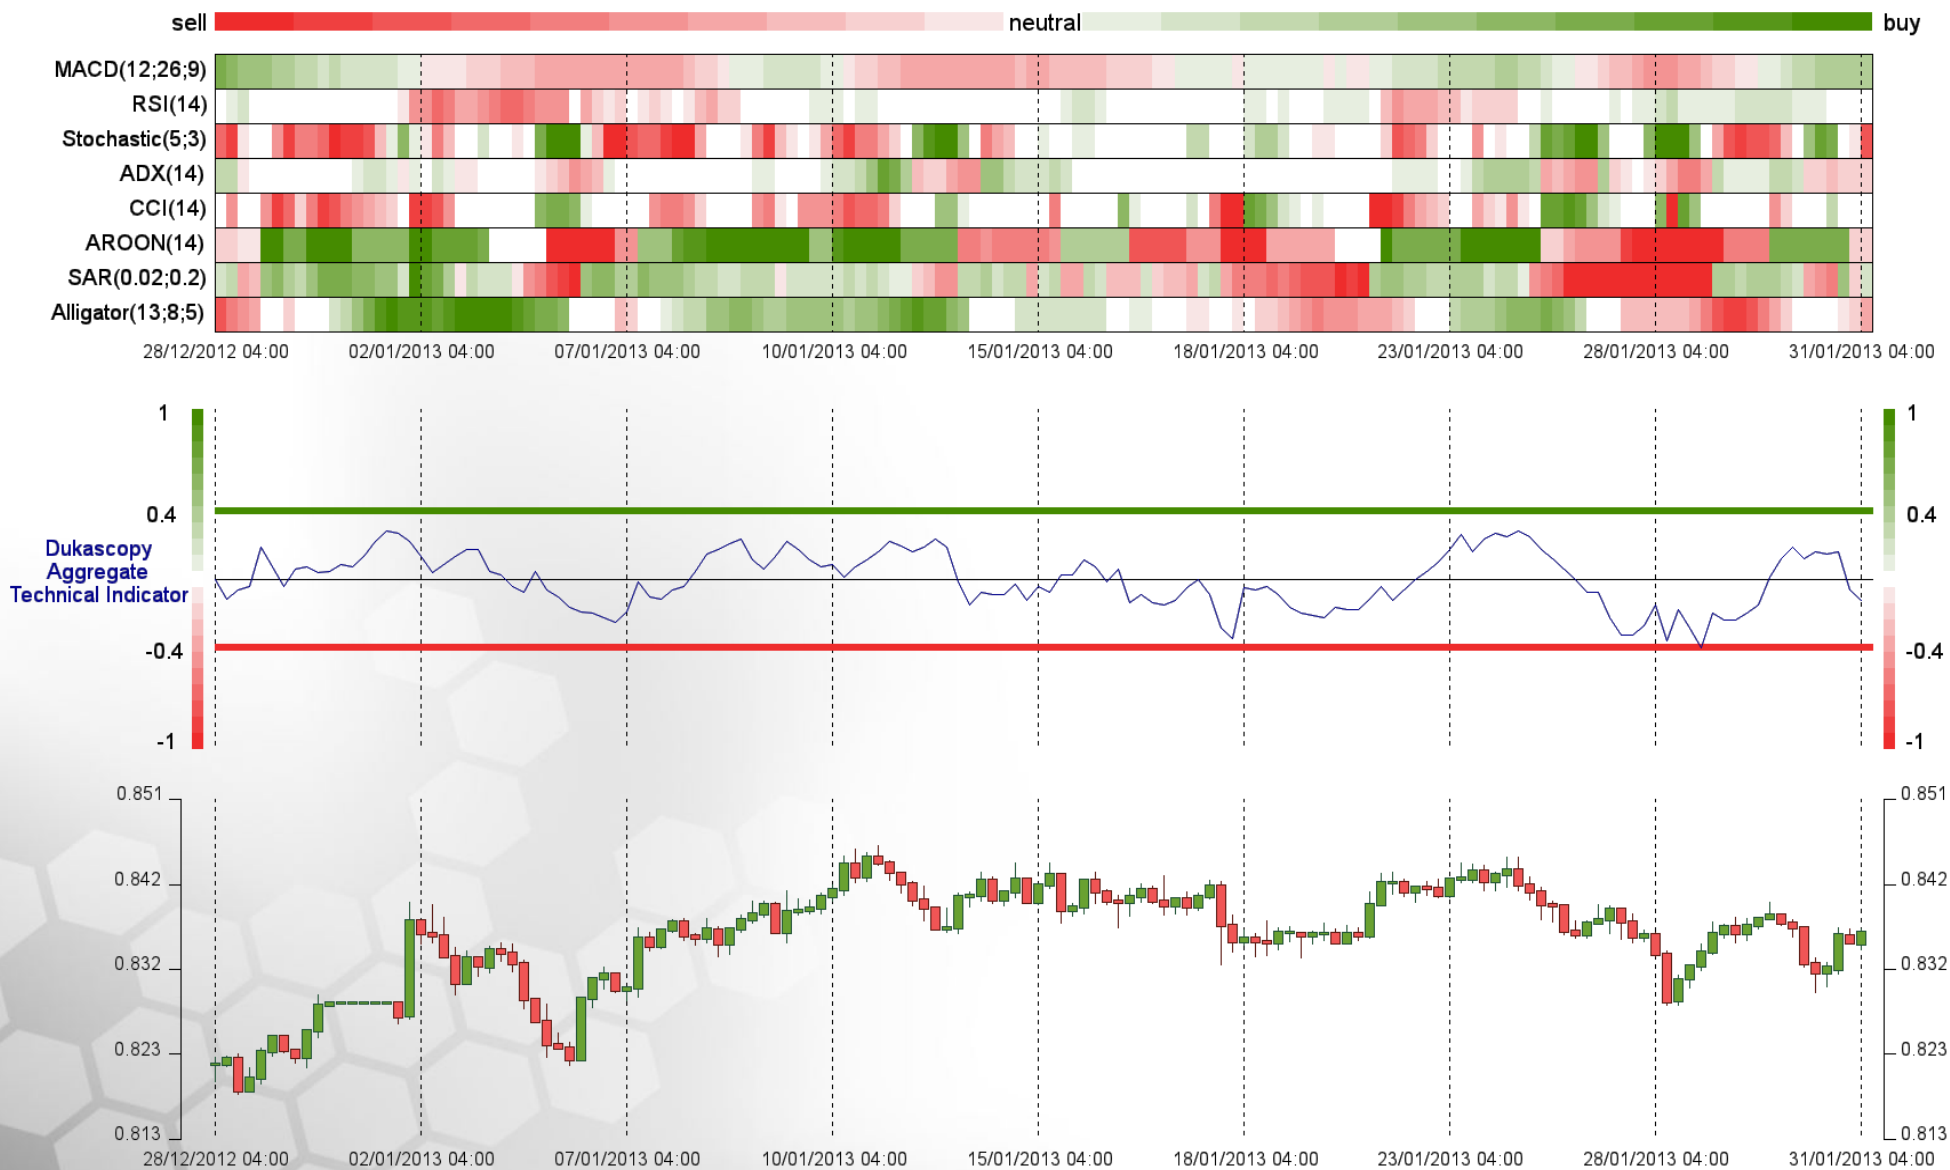 sell neutral buy
MACD(12;26;9)
RSI(14)
Stochastic(5;3)
ADX(14)
CCI(14)
AROON(14)
SAR(0.02;0.2)
Alligator(13;8;5)
28/12/2012 04:00 02/01/2013 04:00 07/01/2013 04:00 10/01/2013 04:00 15/01/2013 04:00 18/01/2013 04:00 23/01/2013 04:00 28/01/2013 04:00 31/01/2013 04:00
1 1
0.4 0.4
Dukascopy
Aggregate
Technical Indicator
-0.4 -0.4
-1 -1
0.851 0.851
0.842 0.842
0.832 0.832
0.823 0.823
0.813 0.813
28/12/2012 04:00 02/01/2013 04:00 07/01/2013 04:00 10/01/2013 04:00 15/01/2013 04:00 18/01/2013 04:00 23/01/2013 04:00 28/01/2013 04:00 31/01/2013 04:00